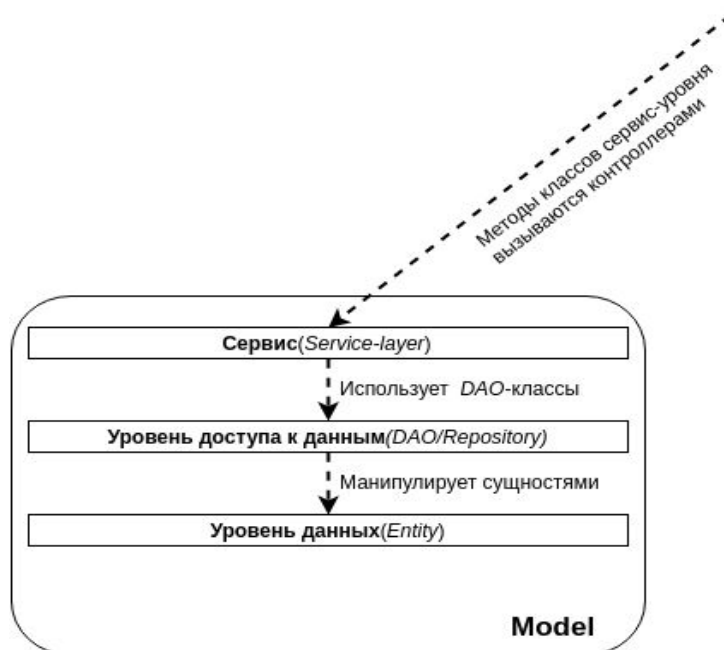 Методы классов сервис-уровня
вызываются контроллерами
Сервис(Service-layer)
Использует DAO-классы
Уровень доступа к данным(DAO/Repository)
Манипулирует сущностями
Уровень данных(Entity)
Model